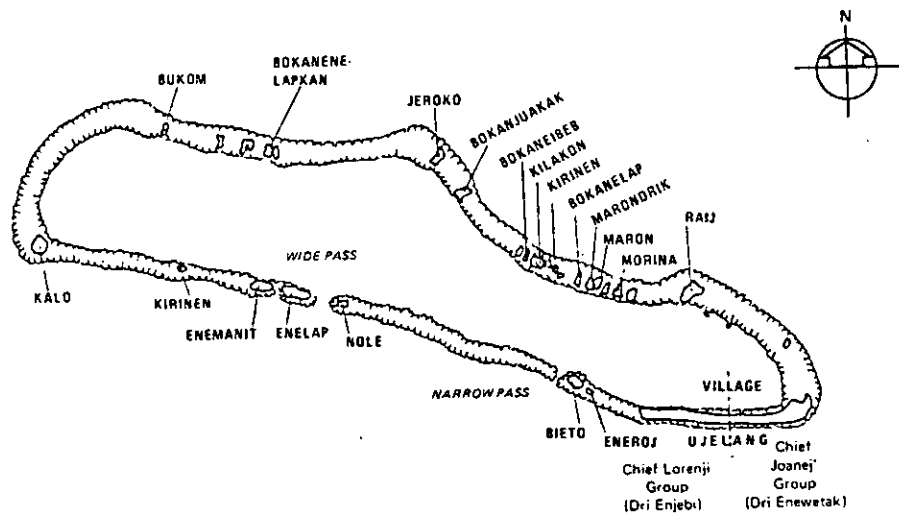 N
BUKOM
BOKANENE-
LAPKAN
JEROKO
BOKANJUAKAK
BOKANEIBEB
KILAKON
KIRINEN
BOKANELAP
MARONDRIK
MARON
MORINA
RAIJ
WIDE PASS
KALO
KIRINEN
ENEMANIT
ENELAP
NOLE
NARROW PASS
BIETO
ENEROJ
VILLAGE
UJELANG
Chief Lorenji
Group
(Dri Enjebi)
Chief
Joanej'
Group
(Dri Enewetak)